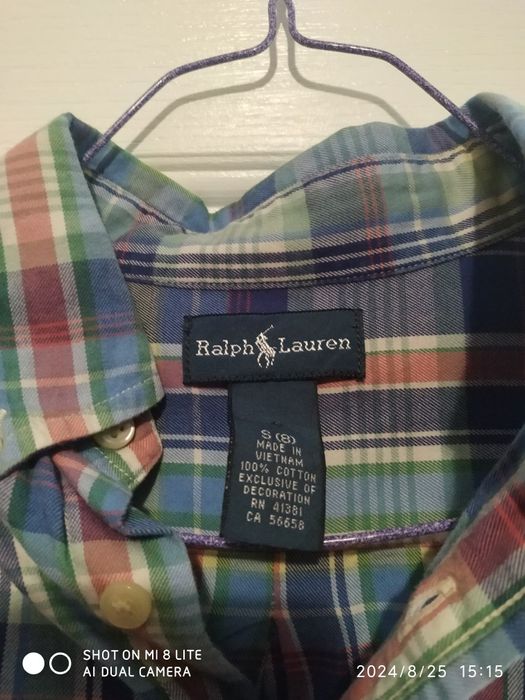 Ralph Lauren
S (8)
MADE IN
VIETNAM
100% COTTON
EXCLUSIVE OF
DECORATION
RN 41381
CA 56658
SHOT ON MI 8 LITE
AI DUAL CAMERA
2024/8/25 15:15